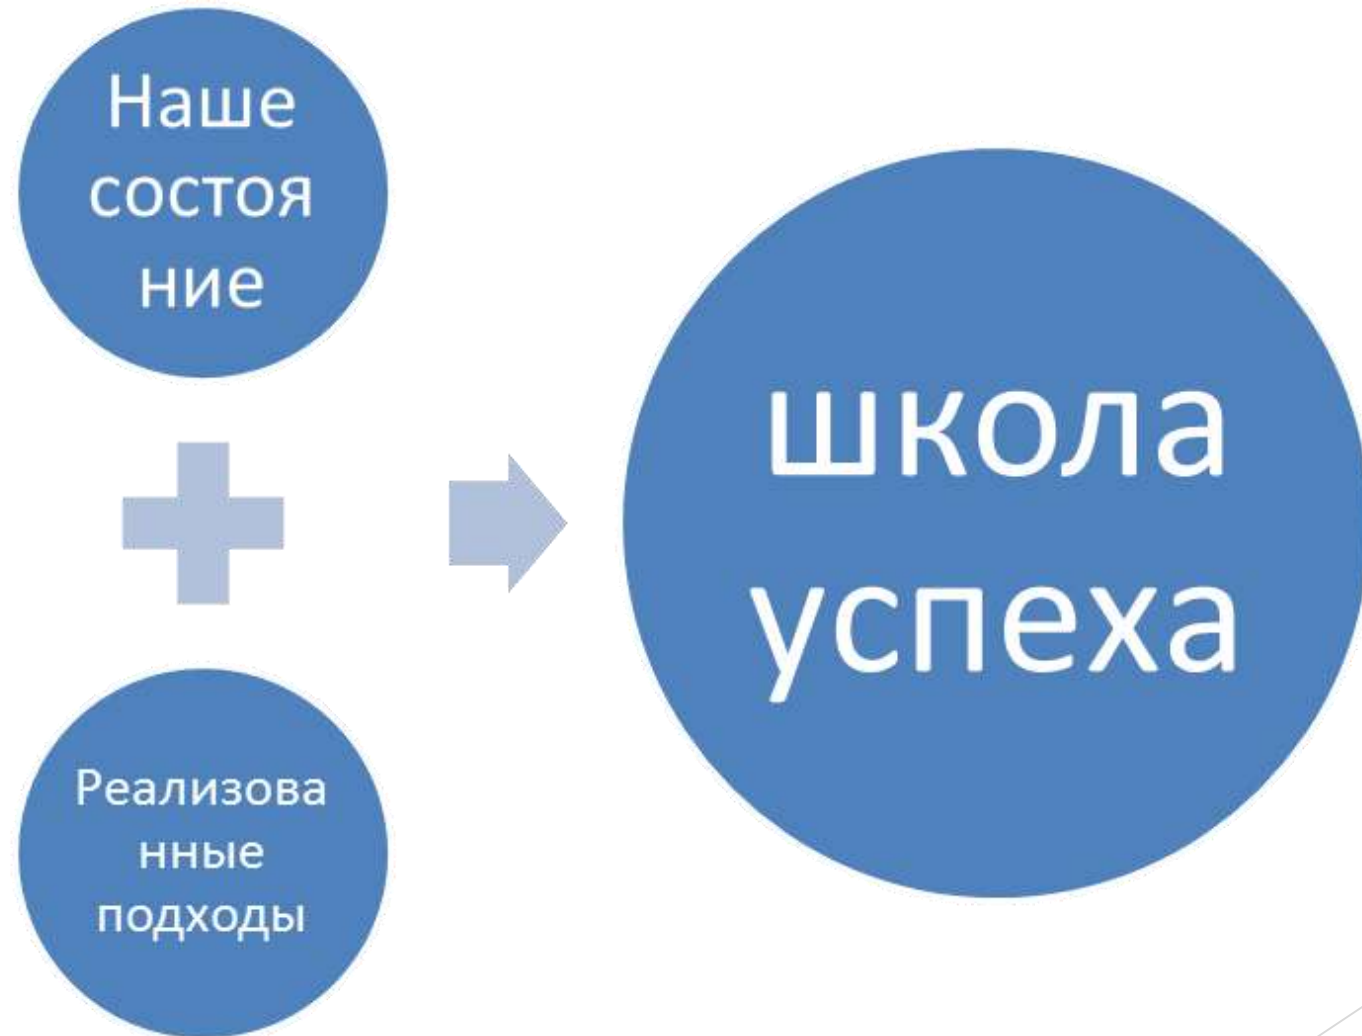 Наше
состоя
ние
Реализова
нные
подходы
школа
успеха